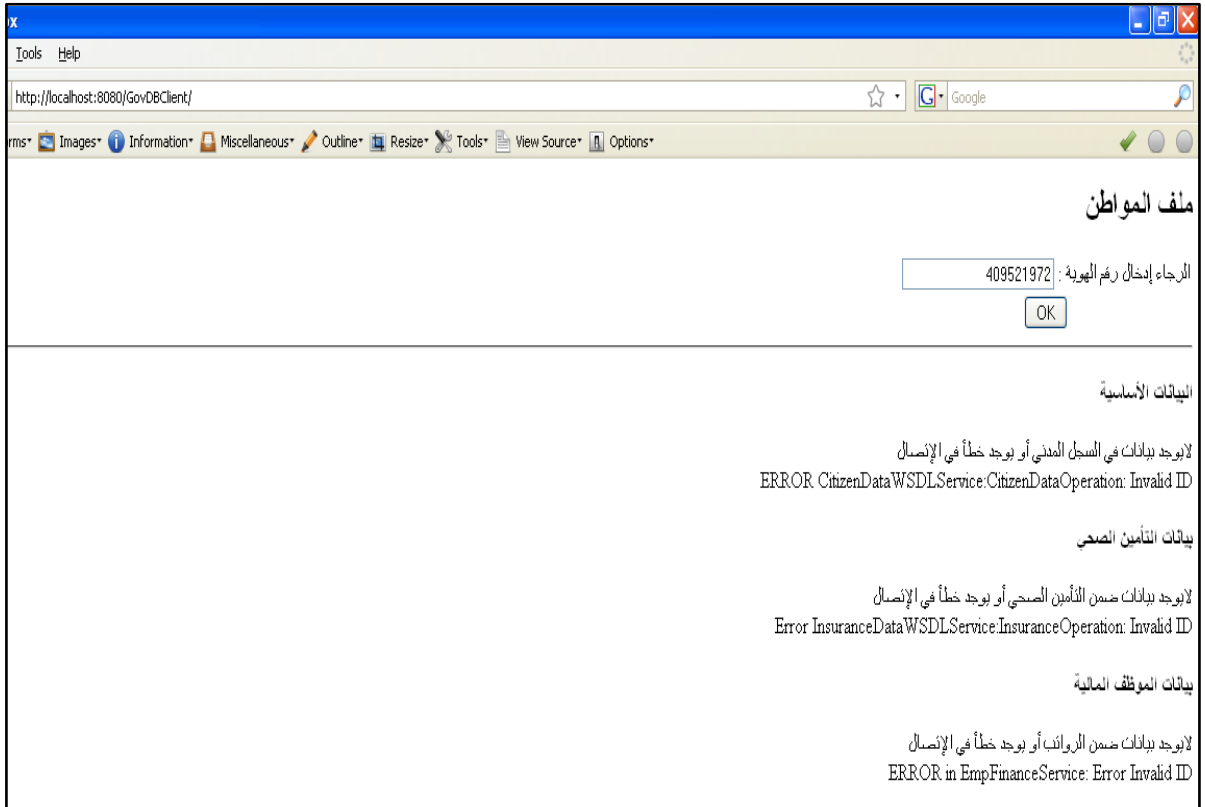 ox
Tools Help
http://localhost:8080/GovDBClient/ G Google
rms Images Information Miscellaneous Outline Resize Tools View Source Options
ملف المواطن
الرجاء إدخال رقم الهوية : 409521972
OK
البيانات الأساسية
لايوجد بيانات في السجل المدني أو يوجد خطأ في الإتصال
ERROR CitizenDataWSDLService:CitizenDataOperation: Invalid ID
بيانات التأمين الصحي
لايوجد بيانات ضمن التأمين الصحي أو يوجد خطأ في الإتصال
Error InsuranceDataWSDLService:InsuranceOperation: Invalid ID
بيانات الموظف المالية
لايوجد بيانات ضمن الرواتب أو يوجد خطأ في الإتصال
ERROR in EmpFinanceService: Error Invalid ID